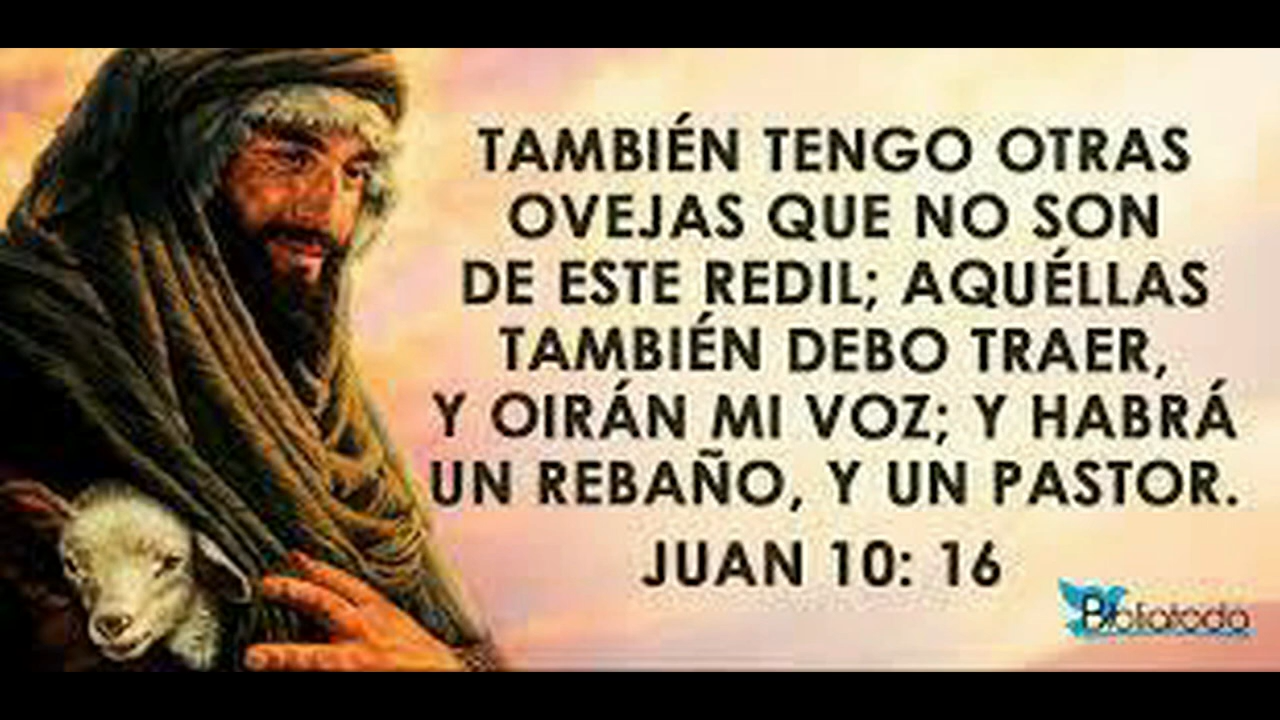 TAMBIÉN TENGO OTRAS
OVEJAS QUE NO SON
DE ESTE REDIL; AQUÉLLAS
TAMBIÉN DEBO TRAER,
Y OIRÁN MI VOZ; Y HABRÁ
UN REBAÑO, Y UN PASTOR.
JUAN 10: 16
Bibliatodo